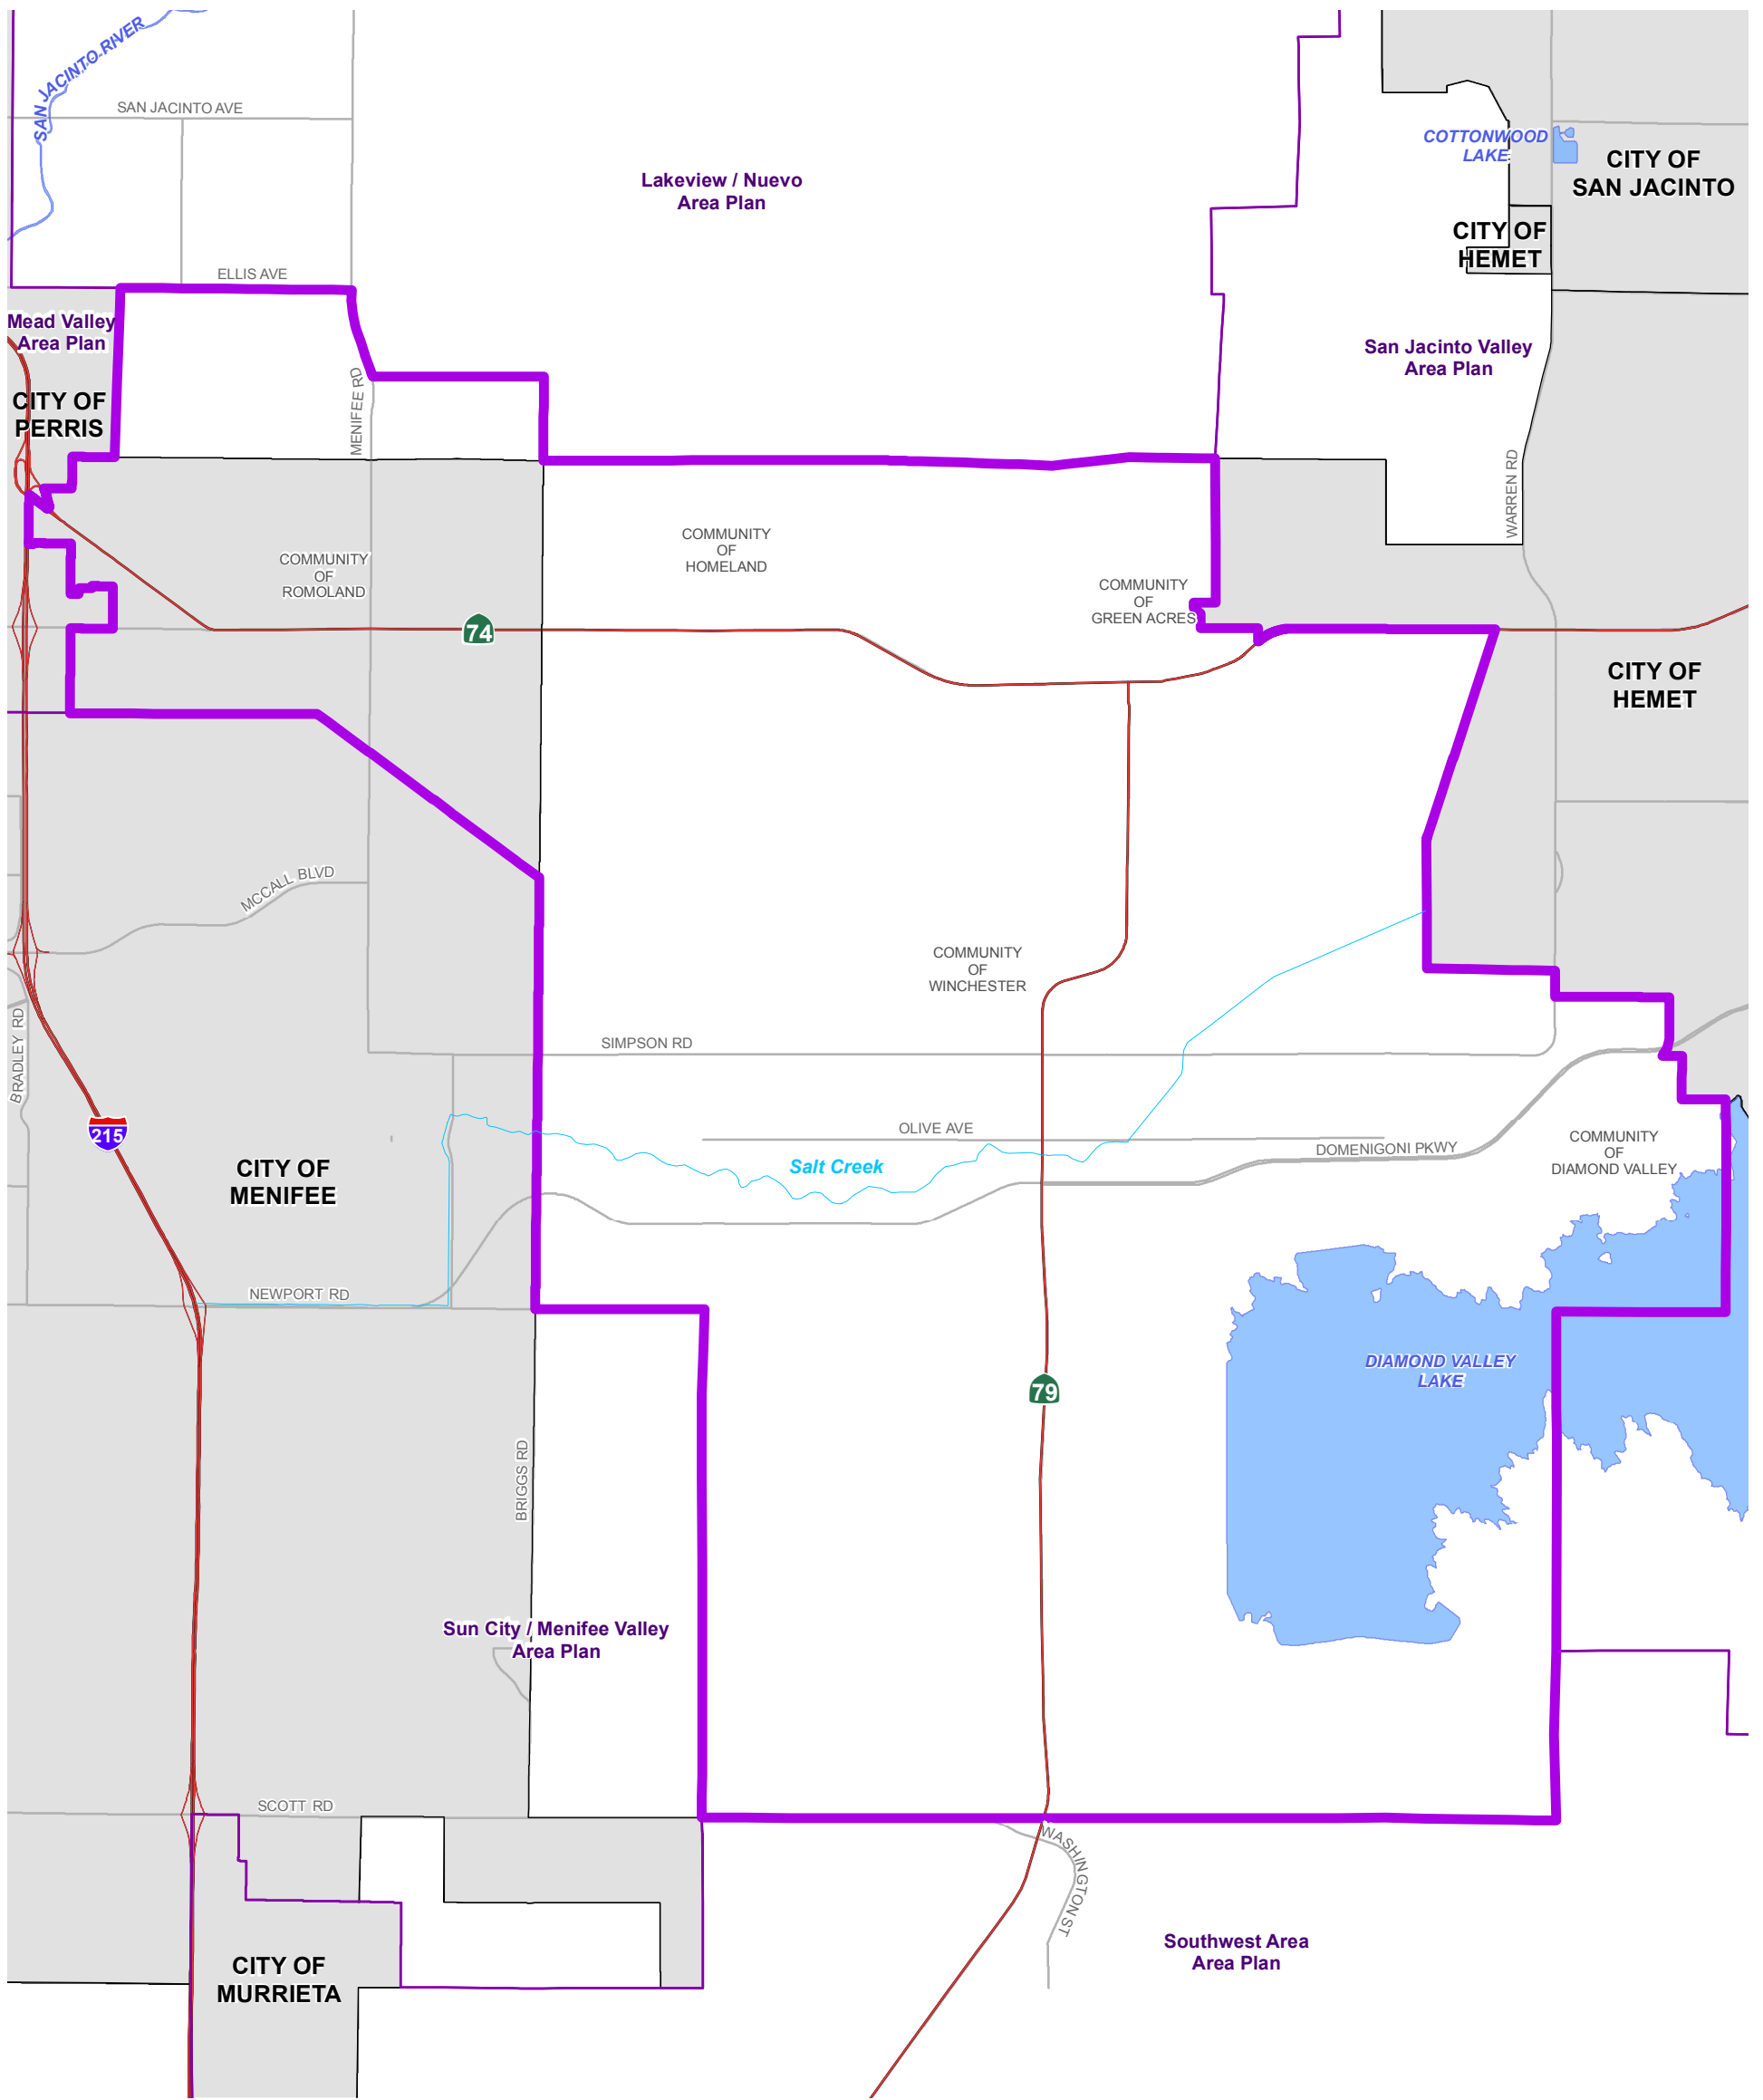 SAN JACINTO RIVER
SAN JACINTO AVE
COTTONWOOD
LAKE
CITY OF
SAN JACINTO
Lakeview / Nuevo
Area Plan
CITY OF
HEMET
ELLIS AVE
Mead Valley
Area Plan
San Jacinto Valley
Area Plan
CITY OF
PERRIS
MENIFEE RD
WARREN RD
COMMUNITY
OF
ROMOLAND
COMMUNITY
OF
HOMELAND
COMMUNITY
OF
GREEN ACRES
74
CITY OF
HEMET
MCCALL BLVD
COMMUNITY
OF
WINCHESTER
BRADLEY RD
SIMPSON RD
215
OLIVE AVE
DOMENIGONI PKWY
COMMUNITY
OF
DIAMOND VALLEY
CITY OF
MENIFEE
Salt Creek
NEWPORT RD
DIAMOND VALLEY
LAKE
79
BRIGGS RD
Sun City / Menifee Valley
Area Plan
SCOTT RD
WASHINGTON ST
Southwest Area
Area Plan
CITY OF
MURRIETA